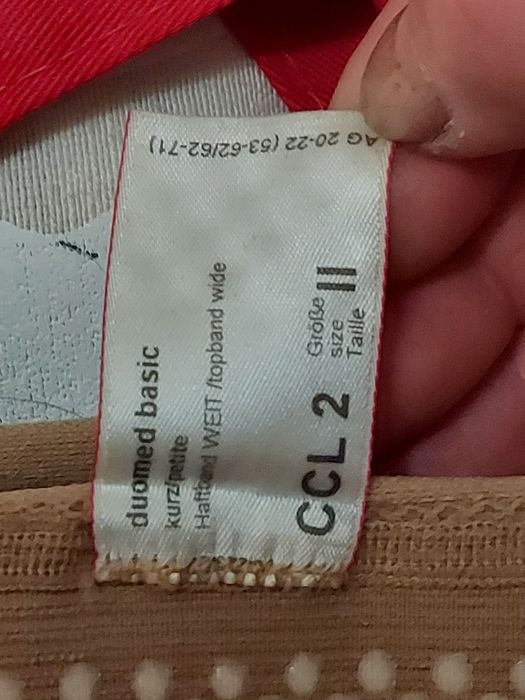 duomed basic
kurz/petite
Haftband WEIT /topband wide
CCL 2
Größe
size
Taille
II
AG 20-22 (53-62/62-71)